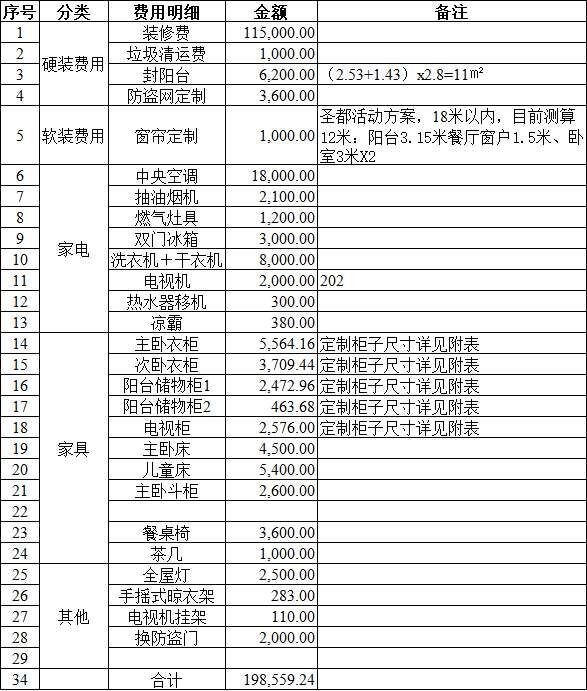 序号 分类 费用明细 金额 备注
1 硬装费用 装修费 115,000.00
2 垃圾清运费 1,000.00
3 封阳台 6,200.00 （2.53+1.43）x2.8=11㎡
4 防盗网定制 3,600.00
5 软装费用 窗帘定制 1,000.00 圣都活动方案，18米以内，目前测算
12米：阳台3.15米餐厅窗户1.5米、卧
室3米X2
6 家电 中央空调 18,000.00
7 抽油烟机 2,100.00
8 燃气灶具 1,200.00
9 双门冰箱 3,000.00
10 洗衣机＋干衣机 8,000.00
11 电视机 2,000.00 202
12 热水器移机 300.00
13 凉霸 380.00
14 家具 主卧衣柜 5,564.16 定制柜子尺寸详见附表
15 次卧衣柜 3,709.44 定制柜子尺寸详见附表
16 阳台储物柜1 2,472.96 定制柜子尺寸详见附表
17 阳台储物柜2 463.68 定制柜子尺寸详见附表
18 电视柜 2,576.00 定制柜子尺寸详见附表
19 主卧床 4,500.00
20 儿童床 5,400.00
21 主卧斗柜 2,600.00
22
23 餐桌椅 3,600.00
24 茶几 1,000.00
25 其他 全屋灯 2,500.00
26 手摇式晾衣架 283.00
27 电视机挂架 110.00
28 换防盗门 2,000.00
29
34 合计 198,559.24